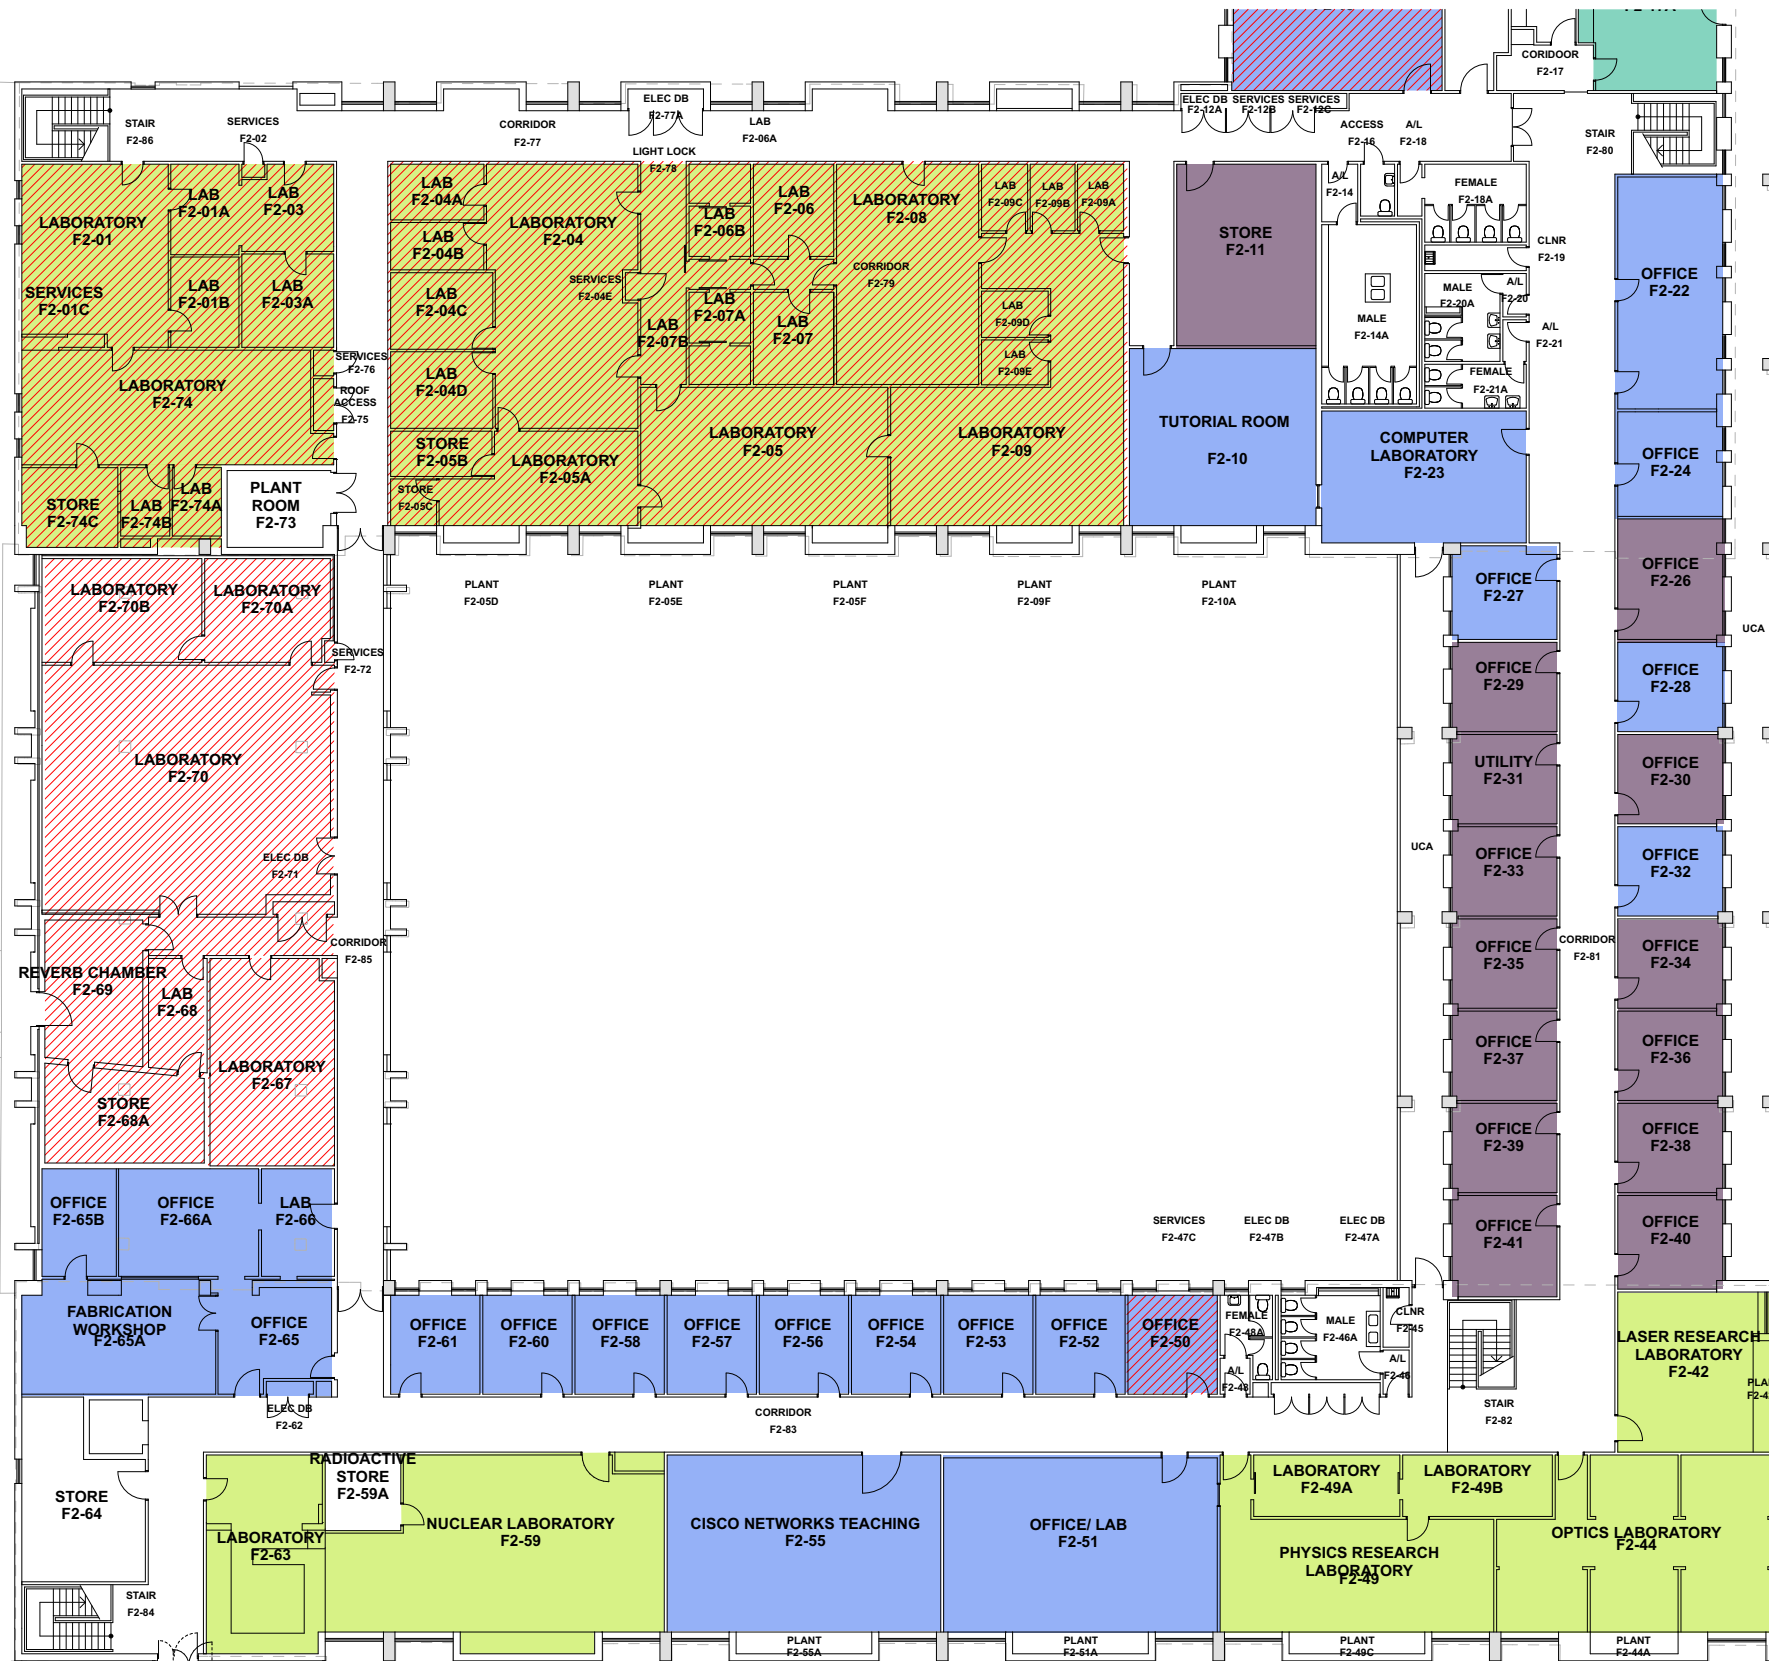 F2-17A
CORIDOOR
F2-17
ELEC DB
F2-77A
ELEC DB
F2-12A
SERVICES
F2-12B
SERVICES
F2-12C
STAIR
F2-86
SERVICES
F2-02
CORRIDOR
F2-77
LAB
F2-06A
ACCESS
F2-16
A/L
F2-18
STAIR
F2-80
LIGHT LOCK
F2-78
LABORATORY
F2-01
LAB
F2-01A
LAB
F2-03
LAB
F2-04A
LABORATORY
F2-04
LAB
F2-06B
LAB
F2-06
LABORATORY
F2-08
LAB
F2-09C
LAB
F2-09B
LAB
F2-09A
STORE
F2-11
A/L
F2-14
FEMALE
F2-18A
CLNR
F2-19
LAB
F2-04B
SERVICES
F2-04E
CORRIDOR
F2-79
SERVICES
F2-01C
LAB
F2-01B
LAB
F2-03A
LAB
F2-04C
LAB
F2-07A
LAB
F2-07B
LAB
F2-07
LAB
F2-09D
LAB
F2-09E
MALE
F2-14A
MALE
F2-20A
A/L
F2-20
A/L
F2-21
FEMALE
F2-21A
OFFICE
F2-22
SERVICES
F2-76
ROOF
ACCESS
F2-75
LABORATORY
F2-74
LAB
F2-04D
STORE
F2-05B
STORE
F2-05C
LABORATORY
F2-05A
LABORATORY
F2-05
LABORATORY
F2-09
TUTORIAL ROOM
F2-10
COMPUTER
LABORATORY
F2-23
OFFICE
F2-24
STORE
F2-74C
LAB
F2-74B
LAB
F2-74A
PLANT
ROOM
F2-73
LABORATORY
F2-70B
LABORATORY
F2-70A
PLANT
F2-05D
PLANT
F2-05E
PLANT
F2-05F
PLANT
F2-09F
PLANT
F2-10A
OFFICE
F2-27
OFFICE
F2-26
UCA
SERVICES
F2-72
OFFICE
F2-29
OFFICE
F2-28
LABORATORY
F2-70
UTILITY
F2-31
OFFICE
F2-30
ELEC DB
F2-71
UCA
OFFICE
F2-33
OFFICE
F2-32
REVERB CHAMBER
F2-69
LAB
F2-68
CORRIDOR
F2-85
OFFICE
F2-35
CORRIDOR
F2-81
OFFICE
F2-34
LABORATORY
F2-67
STORE
F2-68A
OFFICE
F2-37
OFFICE
F2-36
OFFICE
F2-39
OFFICE
F2-38
OFFICE
F2-65B
OFFICE
F2-66A
LAB
F2-66
SERVICES
F2-47C
ELEC DB
F2-47B
ELEC DB
F2-47A
OFFICE
F2-41
OFFICE
F2-40
FABRICATION
WORKSHOP
F2-65A
OFFICE
F2-65
OFFICE
F2-61
OFFICE
F2-60
OFFICE
F2-58
OFFICE
F2-57
OFFICE
F2-56
OFFICE
F2-54
OFFICE
F2-53
OFFICE
F2-52
OFFICE
F2-50
FEMALE
F2-48A
A/L
F2-48
MALE
F2-46A
CLNR
F2-45
A/L
F2-46
LASER RESEARCH
LABORATORY
F2-42
ELEC DB
F2-62
CORRIDOR
F2-83
STAIR
F2-82
STORE
F2-64
RADIOACTIVE
STORE
F2-59A
LABORATORY
F2-63
NUCLEAR LABORATORY
F2-59
CISCO NETWORKS TEACHING
F2-55
OFFICE/ LAB
F2-51
LABORATORY
F2-49A
LABORATORY
F2-49B
PHYSICS RESEARCH
LABORATORY
F2-49
OPTICS LABORATORY
F2-44
STAIR
F2-84
PLANT
F2-55A
PLANT
F2-51A
PLANT
F2-49C
PLANT
F2-44A